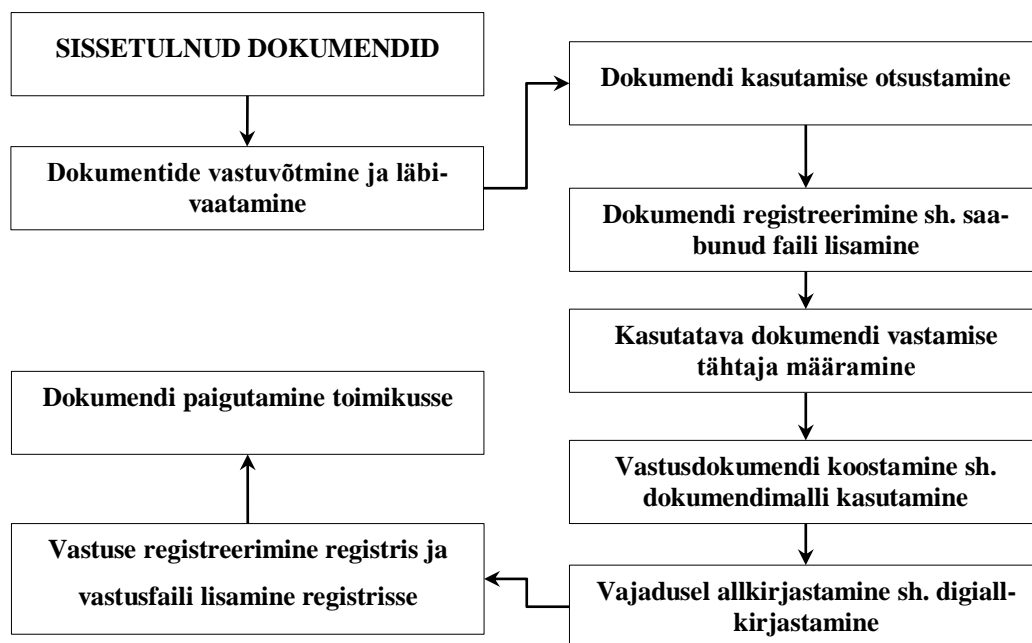 SISSETULNUD DOKUMENDID
Dokumentide vastuvõtmine ja läbi-
vaatamine
Dokumendi kasutamise otsustamine
Dokumendi registreerimine sh. saa-
bunud faili lisamine
Kasutatava dokumendi vastamise
tähtaja määramine
Vastusdokumendi koostamine sh.
dokumendimalli kasutamine
Vajadusel allkirjastamine sh. digiall-
kirjastamine
Vastuse registreerimine registris ja
vastusfaili lisamine registrisse
Dokumendi paigutamine toimikusse